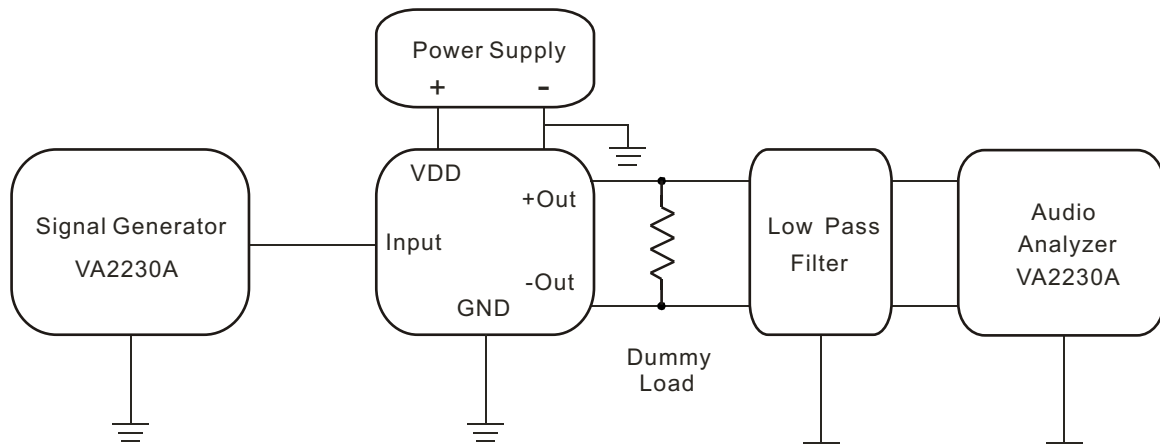 Power Supply
+ -
VDD
+Out
Signal Generator
VA2230A
Input
-Out
GND
Low Pass
Filter
Audio
Analyzer
VA2230A
Dummy
Load